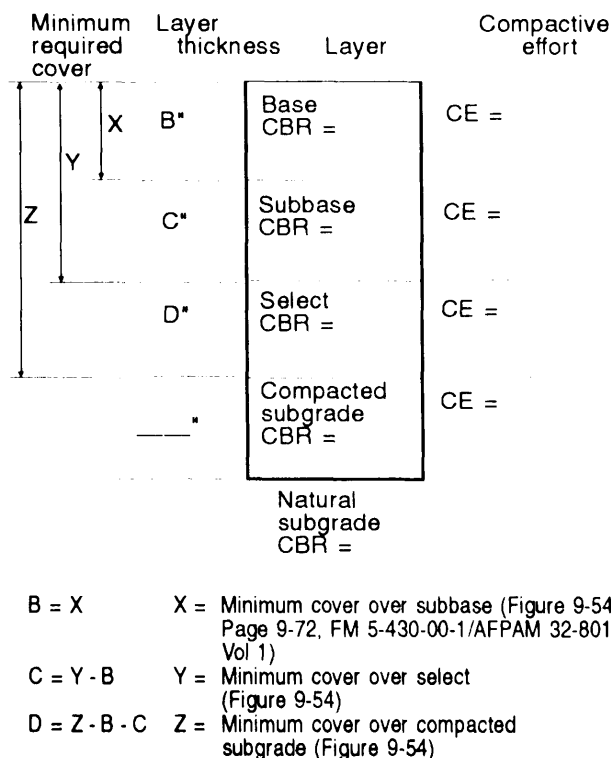 Minimum required cover
Layer thickness
Layer
Compactive effort
X
B"
Base
CBR =
CE =
Y
Z
C"
Subbase
CBR =
CE =
D"
Select
CBR =
CE =
___"
Compacted
subgrade
CBR =
CE =
Natural
subgrade
CBR =
B = X X = Minimum cover over subbase (Figure 9-54
Page 9-72, FM 5-430-00-1/AFPAM 32-801
Vol 1)
C = Y - B Y = Minimum cover over select
(Figure 9-54)
D = Z - B - C Z = Minimum cover over compacted
subgrade (Figure 9-54)